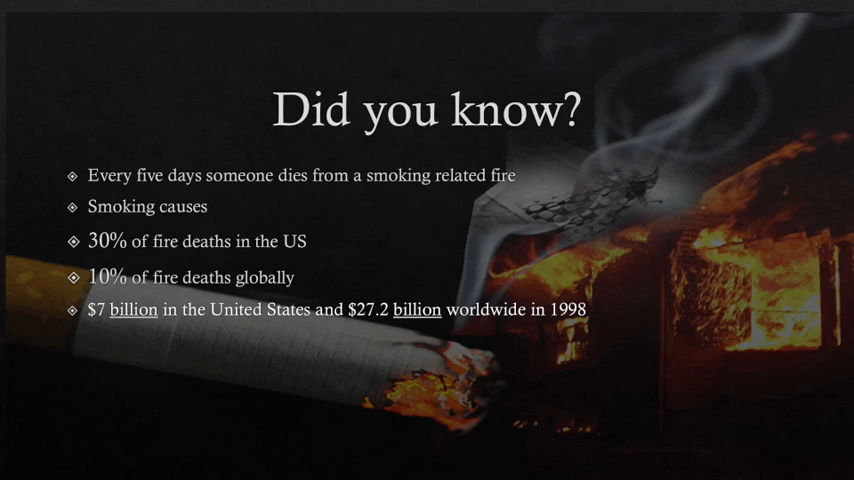 Did you know?
Every five days someone dies from a smoking related fire
Smoking causes
30% of fire deaths in the US
10% of fire deaths globally
$7 billion in the United States and $27.2 billion worldwide in 1998